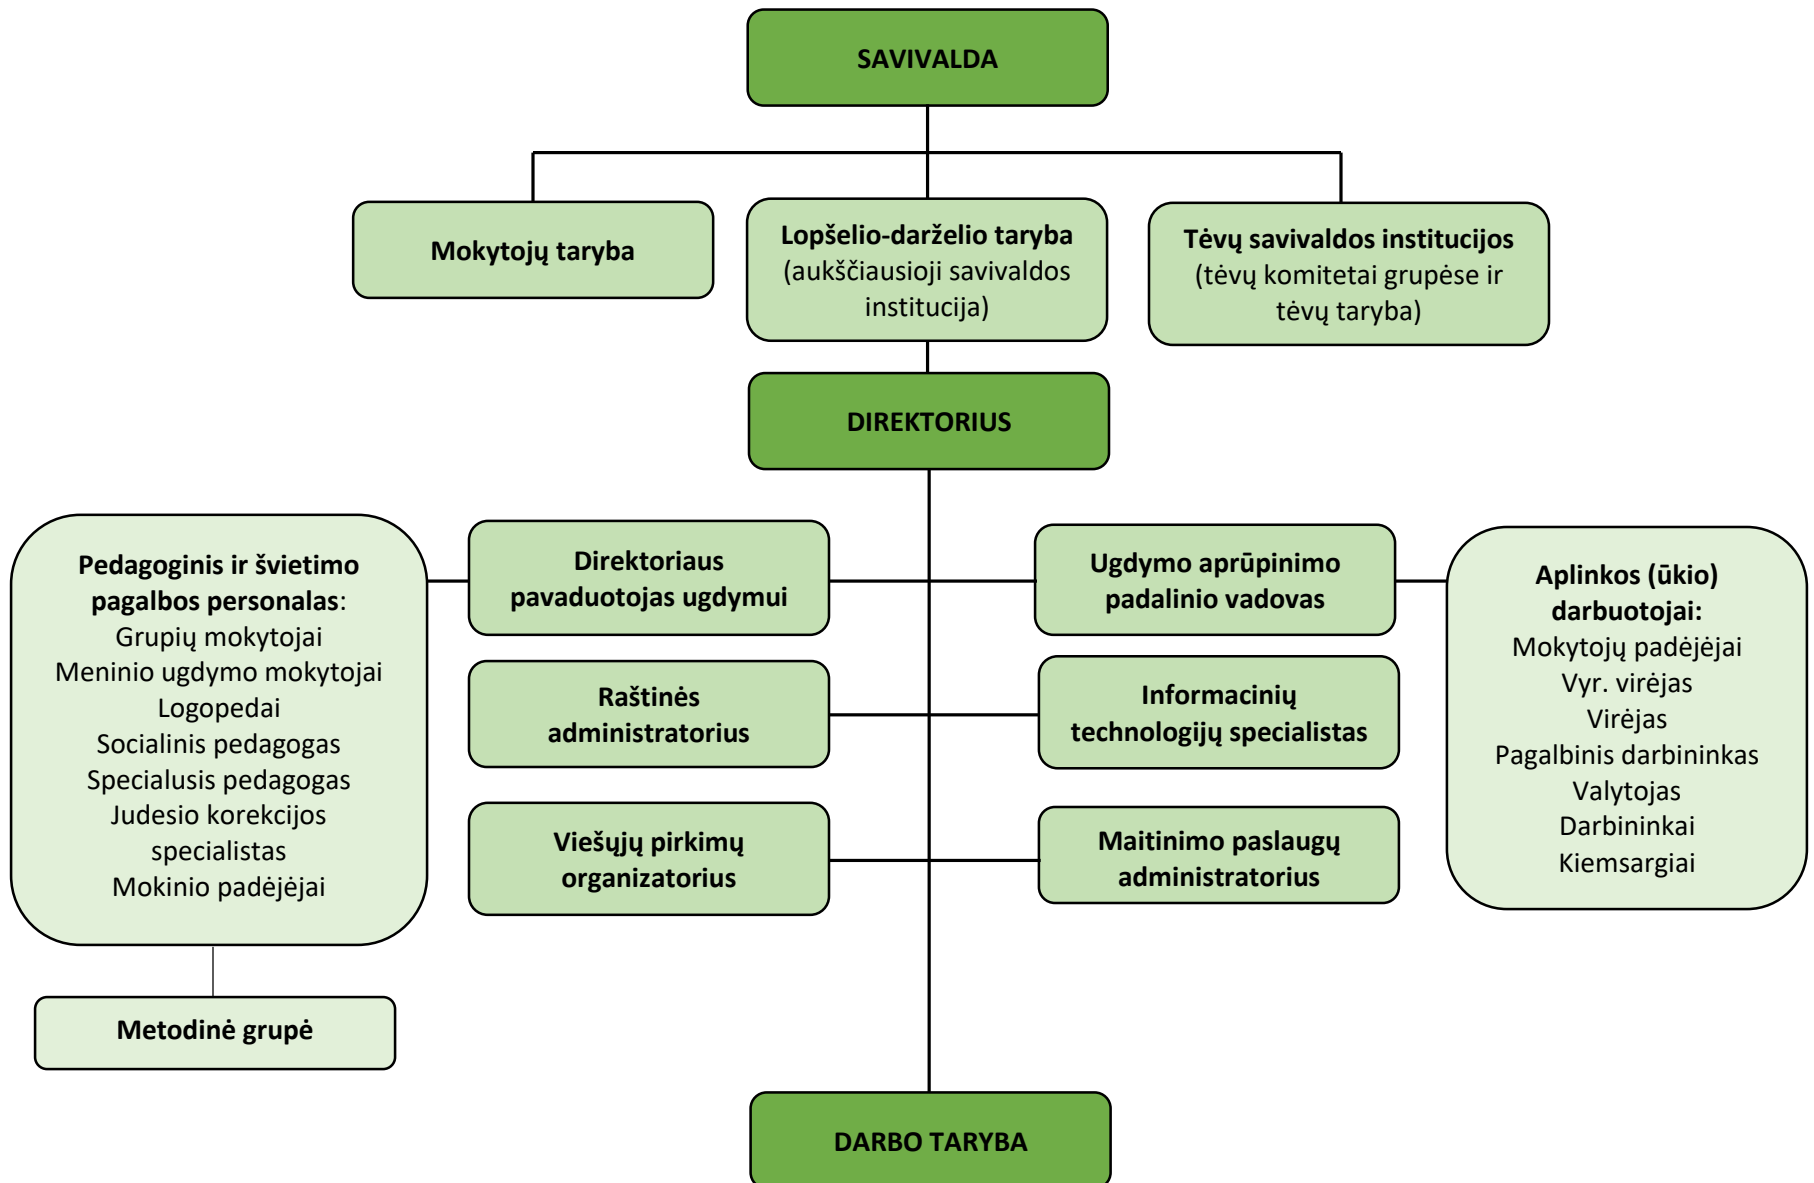 SAVIVALDA
Mokytojų taryba
Lopšelio-darželio taryba
(aukščiausioji savivaldos
institucija)
Tėvų savivaldos institucijos
(tėvų komitetai grupėse ir
tėvų taryba)
DIREKTORIUS
Pedagoginis ir švietimo
pagalbos personalas:
Grupių mokytojai
Meninio ugdymo mokytojai
Logopedai
Socialinis pedagogas
Specialusis pedagogas
Judesio korekcijos
specialistas
Mokinio padėjėjai
Direktoriaus
pavaduotojas ugdymui
Ugdymo aprūpinimo
padalinio vadovas
Aplinkos (ūkio)
darbuotojai:
Mokytojų padėjėjai
Vyr. virėjas
Virėjas
Pagalbinis darbininkas
Valytojas
Darbininkai
Kiemsargiai
Raštinės
administratorius
Informacinių
technologijų specialistas
Viešųjų pirkimų
organizatorius
Maitinimo paslaugų
administratorius
Metodinė grupė
DARBO TARYBA